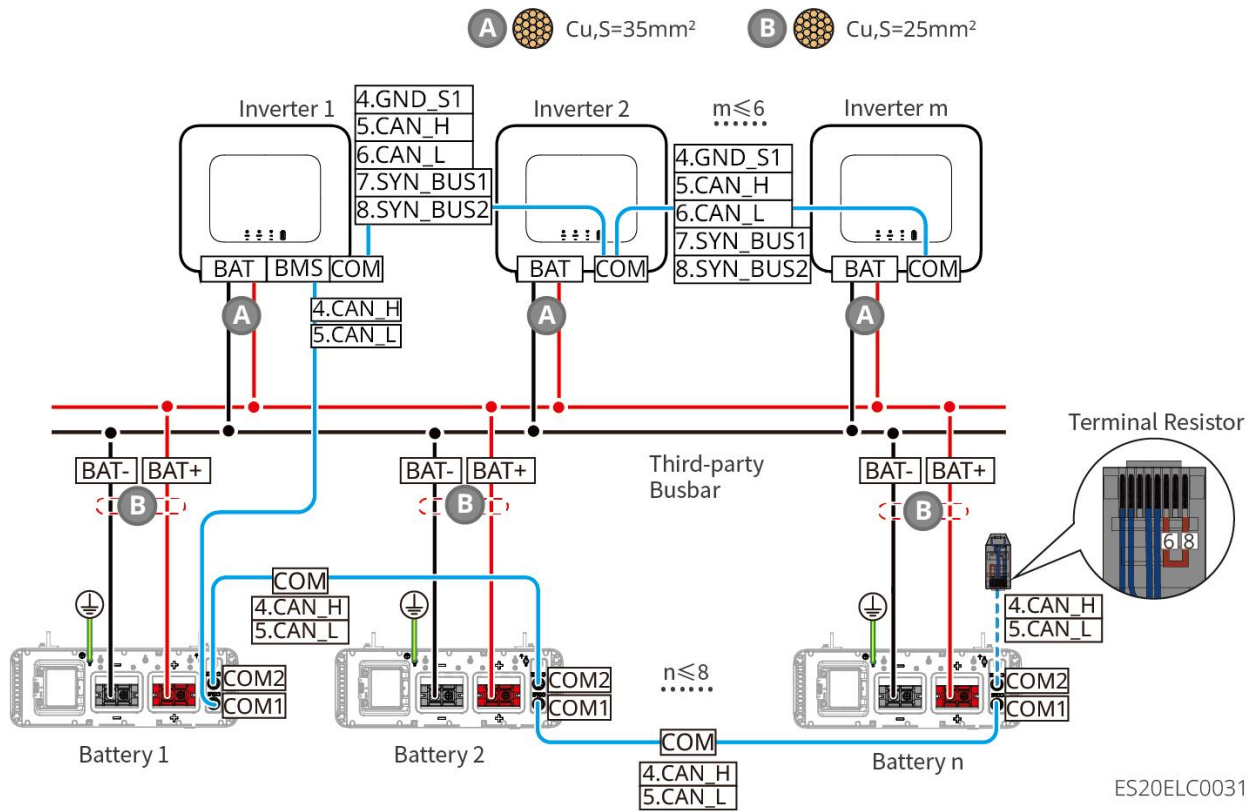 A Cu,S=35mm² B Cu,S=25mm²
Inverter 1
4.GND_S1
5.CAN_H
6.CAN_L
7.SYN_BUS1
8.SYN_BUS2
Inverter 2
m≤6
Inverter m
4.GND_S1
5.CAN_H
6.CAN_L
7.SYN_BUS1
8.SYN_BUS2
BAT BMS COM
BAT COM
BAT COM
A
4.CAN_H
5.CAN_L
A
A
Terminal Resistor
6 8
BAT- BAT+
BAT- BAT+
Third-party
Busbar
BAT- BAT+
B
B
B
COM
4.CAN_H
5.CAN_L
4.CAN_H
5.CAN_L
- +
COM2
COM1
- +
- +
COM2
COM1
- +
n≤8
- +
COM2
COM1
- +
Battery 1
Battery 2
COM
4.CAN_H
5.CAN_L
Battery n
ES20ELC0031